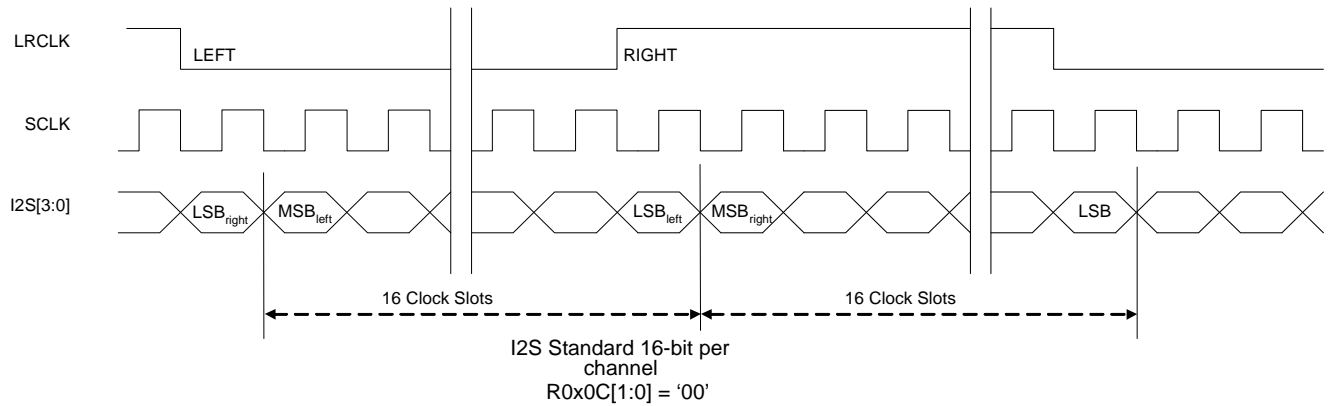 LRCLK
LEFT
RIGHT
SCLK
I2S[3:0]
LSBright
MSBleft
LSBleft
MSBright
LSB
16 Clock Slots
16 Clock Slots
I2S Standard 16-bit per
channel
R0x0C[1:0] = ‘00’